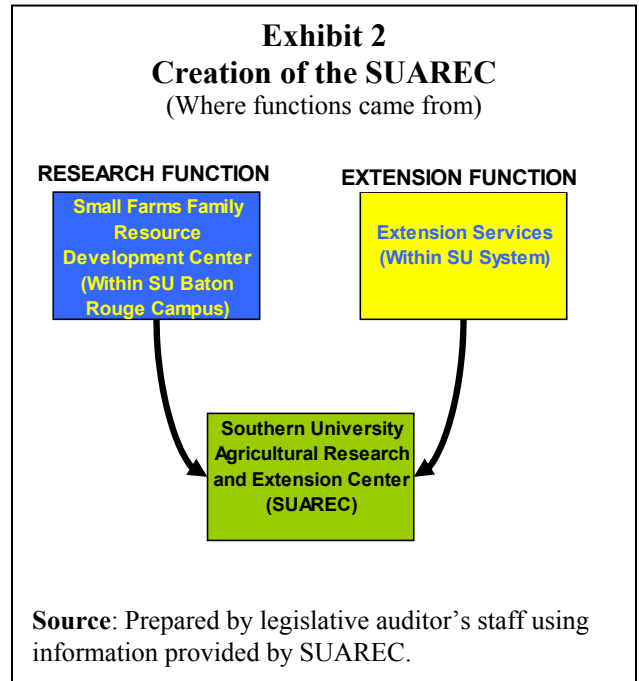 Exhibit 2
Creation of the SUAREC
(Where functions came from)
RESEARCH FUNCTION
Small Farms Family
Resource
Development Center
(Within SU Baton
Rouge Campus)
EXTENSION FUNCTION
Extension Services
(Within SU System)
Southern University
Agricultural Research
and Extension Center
(SUAREC)
Source: Prepared by legislative auditor’s staff using
information provided by SUAREC.